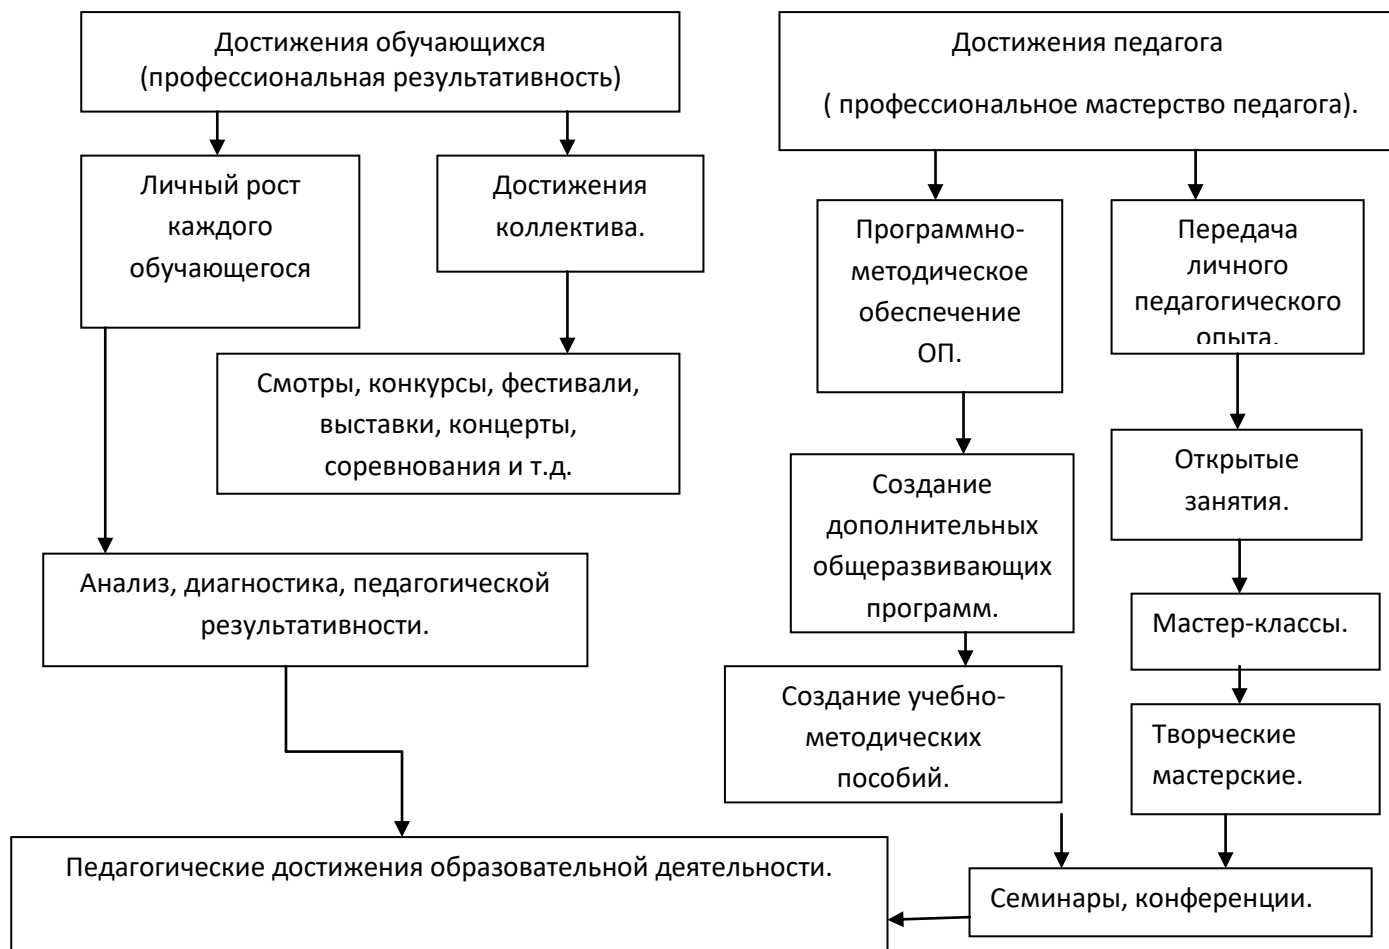 Достижения обучающихся
(профессиональная результативность)
Достижения педагога
( профессиональное мастерство педагога).
Личный рост
каждого
обучающегося
Достижения
коллектива.
Программно-
методическое
обеспечение
ОП.
Передача
личного
педагогического
опыта.
Смотры, конкурсы, фестивали,
выставки, концерты,
соревнования и т.д.
Создание
дополнительных
общеразвивающих
программ.
Открытые
занятия.
Анализ, диагностика, педагогической
результативности.
Мастер-классы.
Создание учебно-
методических
пособий.
Творческие
мастерские.
Педагогические достижения образовательной деятельности.
Семинары, конференции.